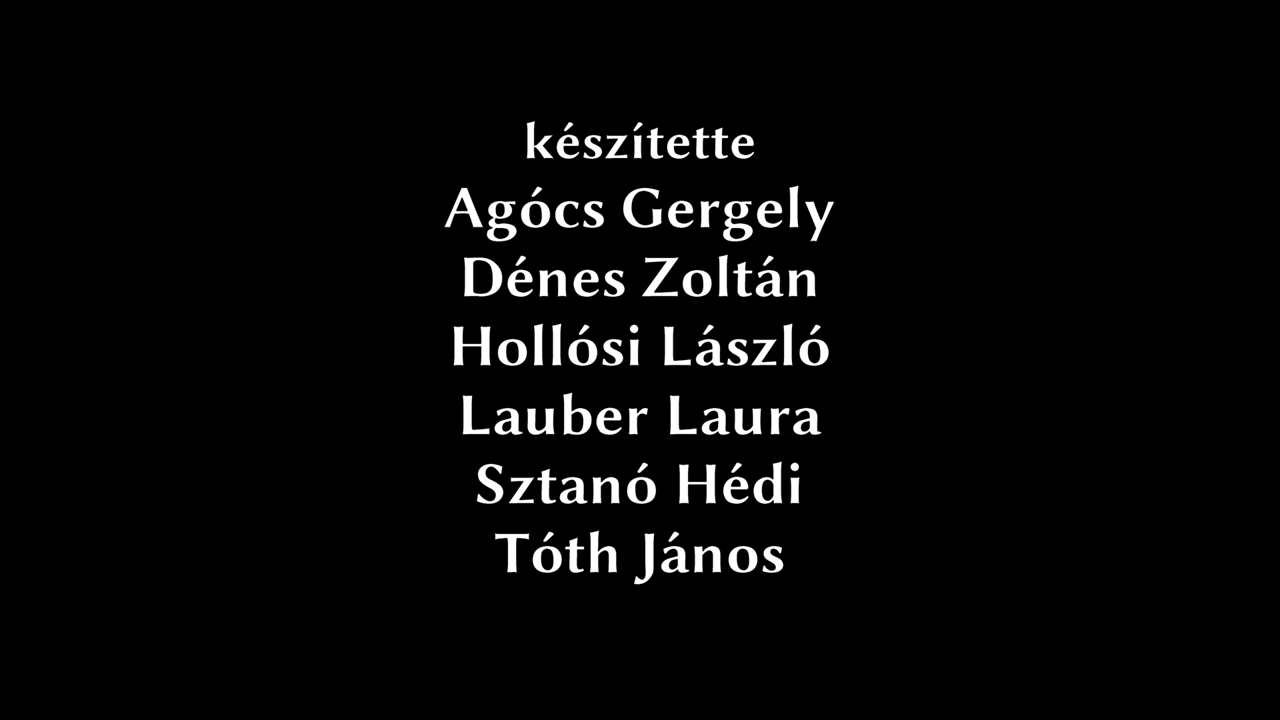 készítette
Agócs Gergely
Dénes Zoltán
Hollósi László
Lauber Laura
Sztanó Hédi
Tóth János